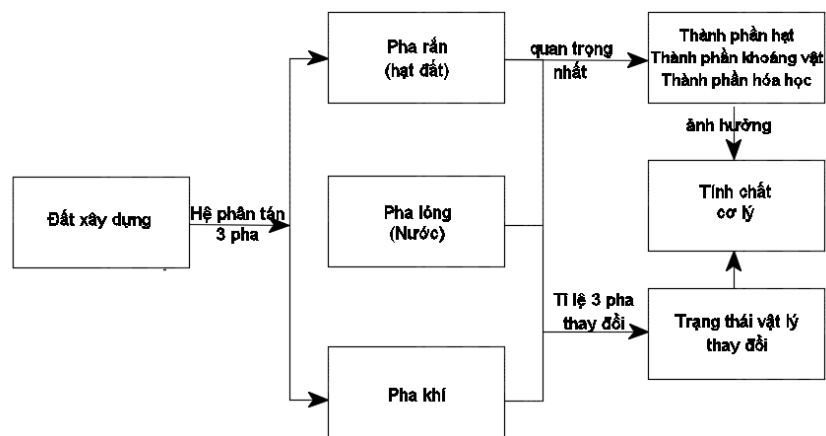 Đất xây dựng
Hệ phân tán
3 pha
Pha rắn
(hạt đất)
Pha lỏng
(Nước)
Pha khí
quan trọng
nhất
Tỉ lệ 3 pha
thay đổi
Thành phần hạt
Thành phần khoáng vật
Thành phần hóa học
ảnh hưởng
Tính chất
cơ lý
Trạng thái vật lý
thay đổi